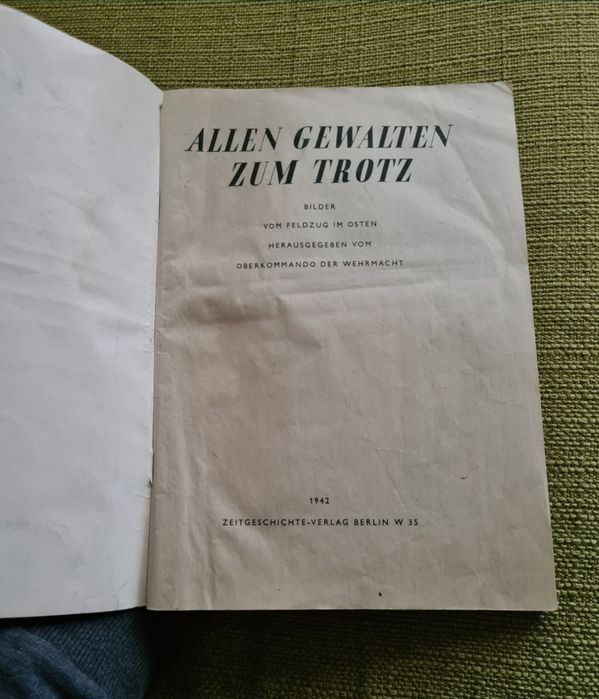 ALLEN GEWALTEN
ZUM TROTZ
BILDER
VOM FELDZUG IM OSTEN
HERAUSGEGEBEN VOM
OBERKOMMANDO DER WEHRMACHT
1942
ZEITGESCHICHTE-VERLAG BERLIN W 35